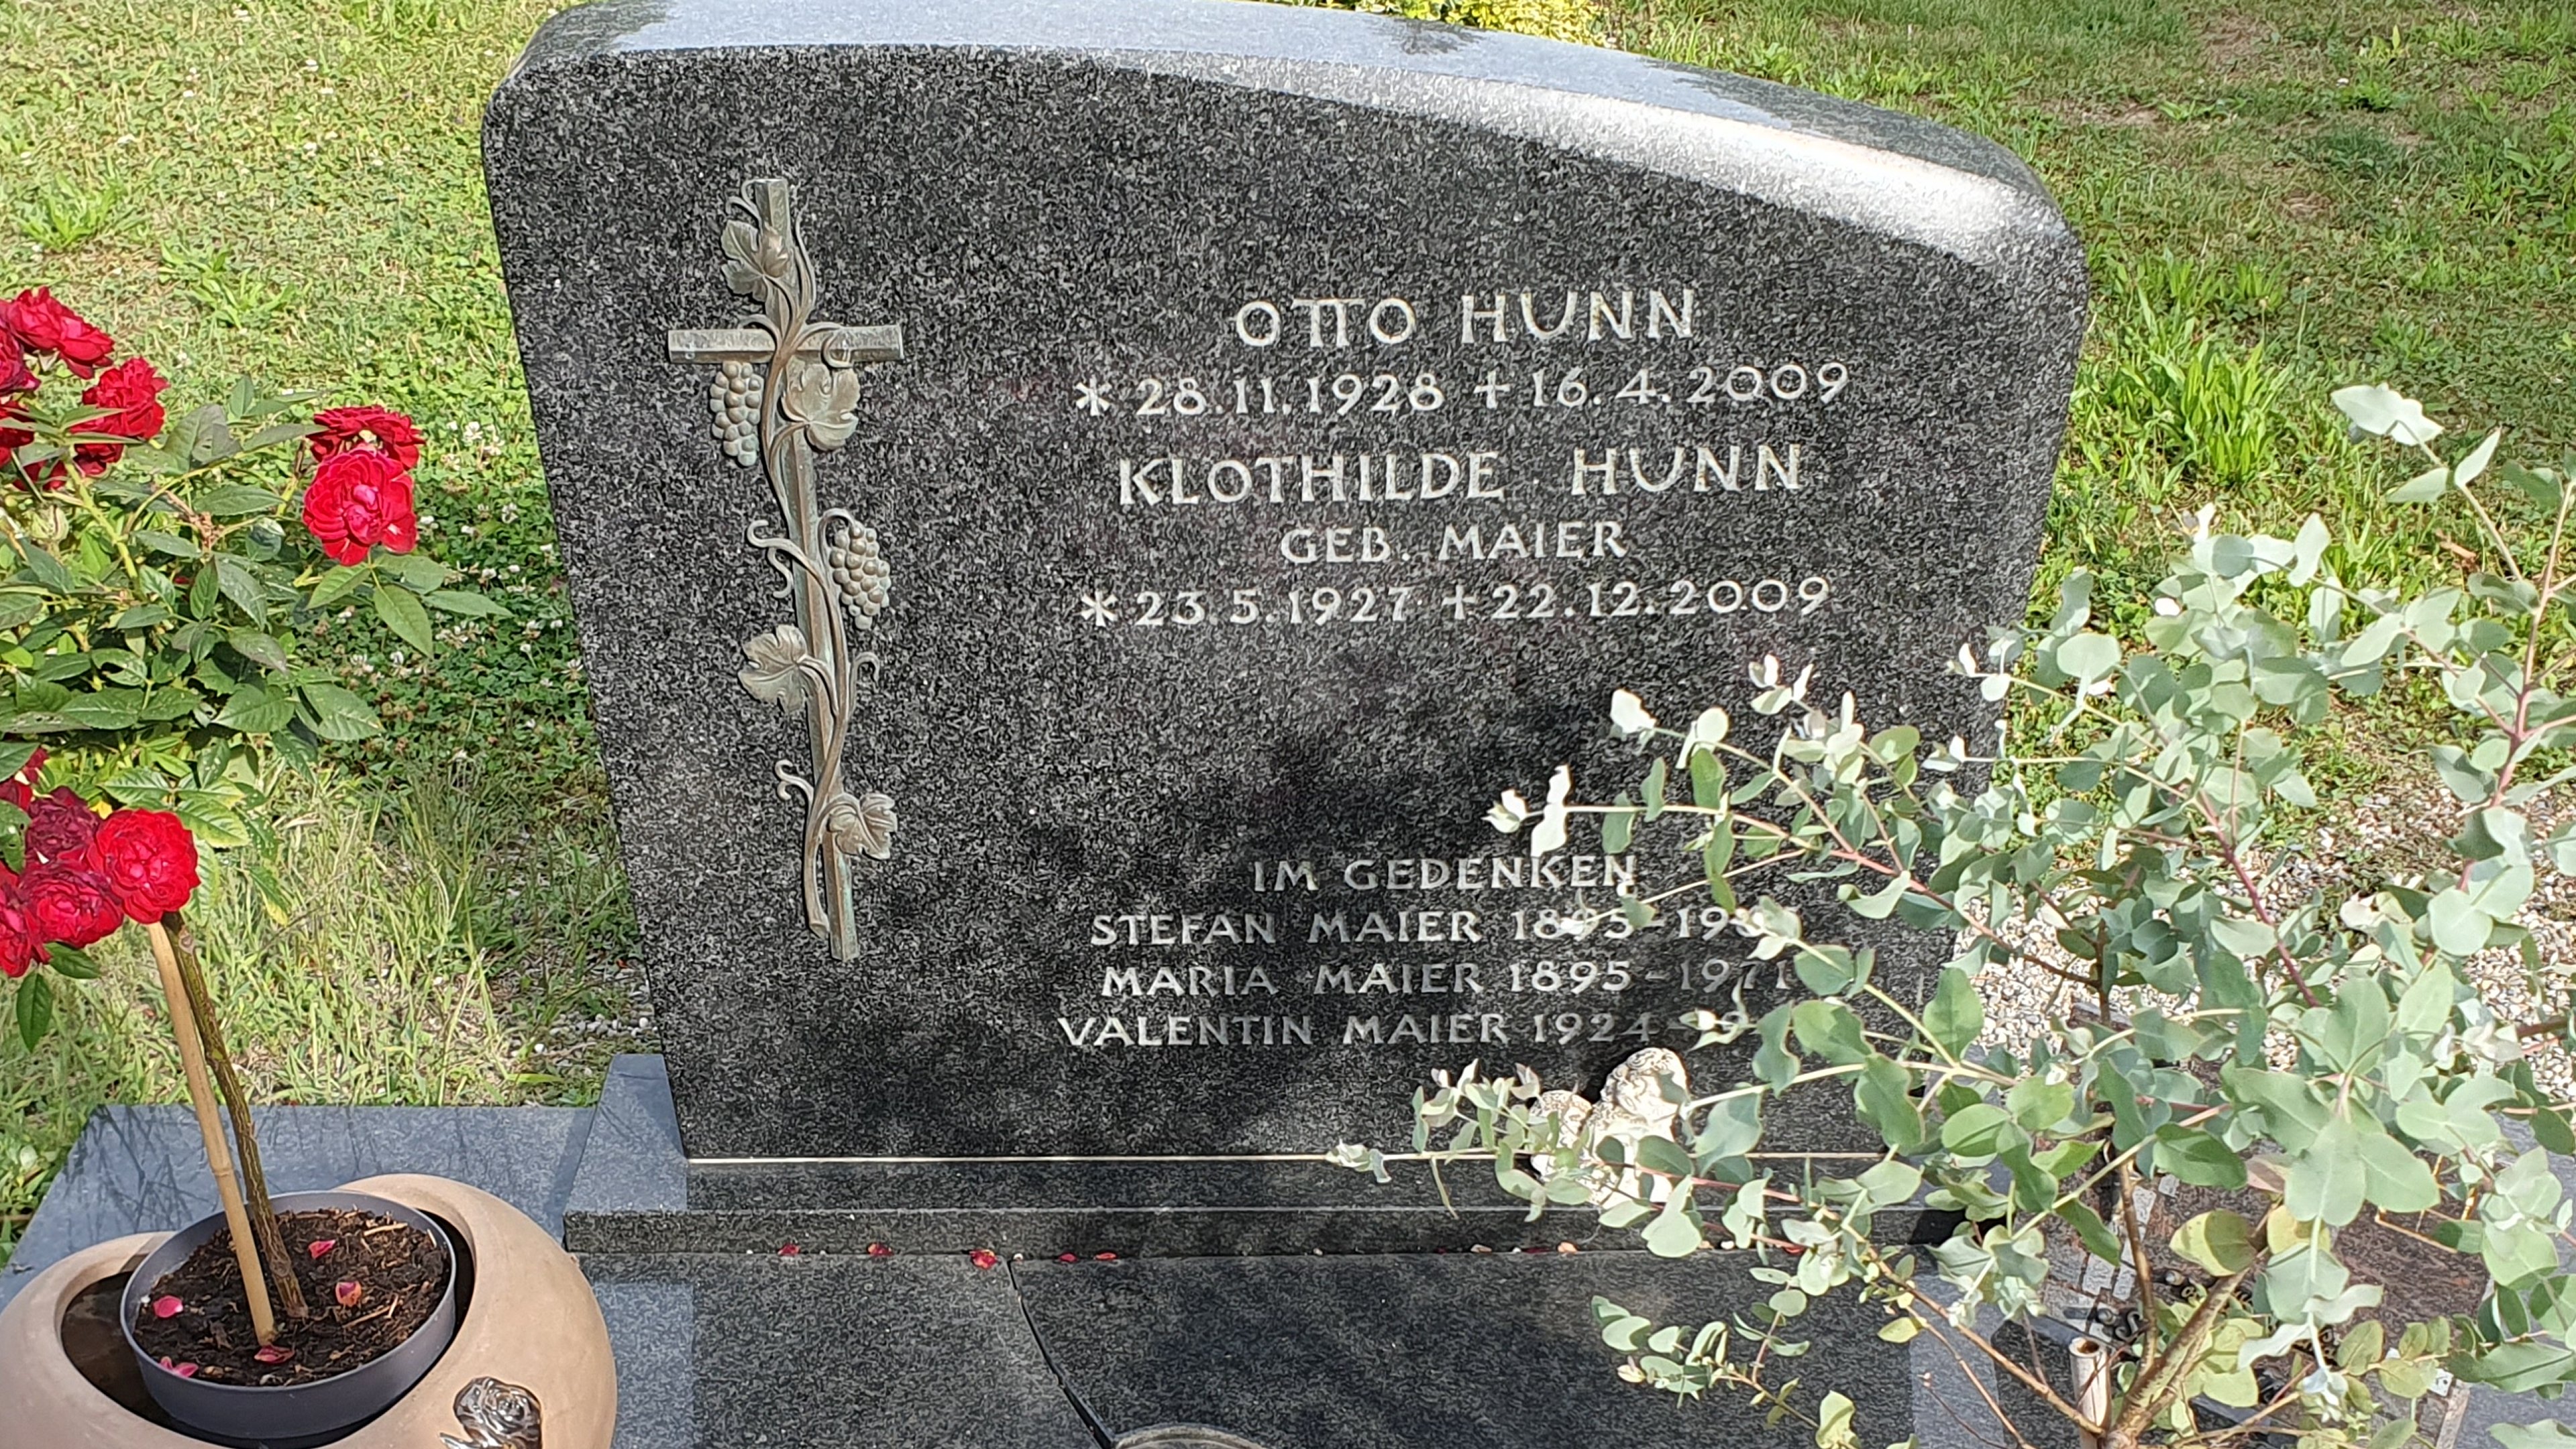 OTTO HUNN
* 28.11.1928 + 16.4.2009
KLOTHILDE HUNN
GEB. MAIER
* 23.5.1927 + 22.12.2009
IM GEDENKEN
STEFAN MAIER 1895-
MARIA MAIER 1895-1971
VALENTIN MAIER 1924-